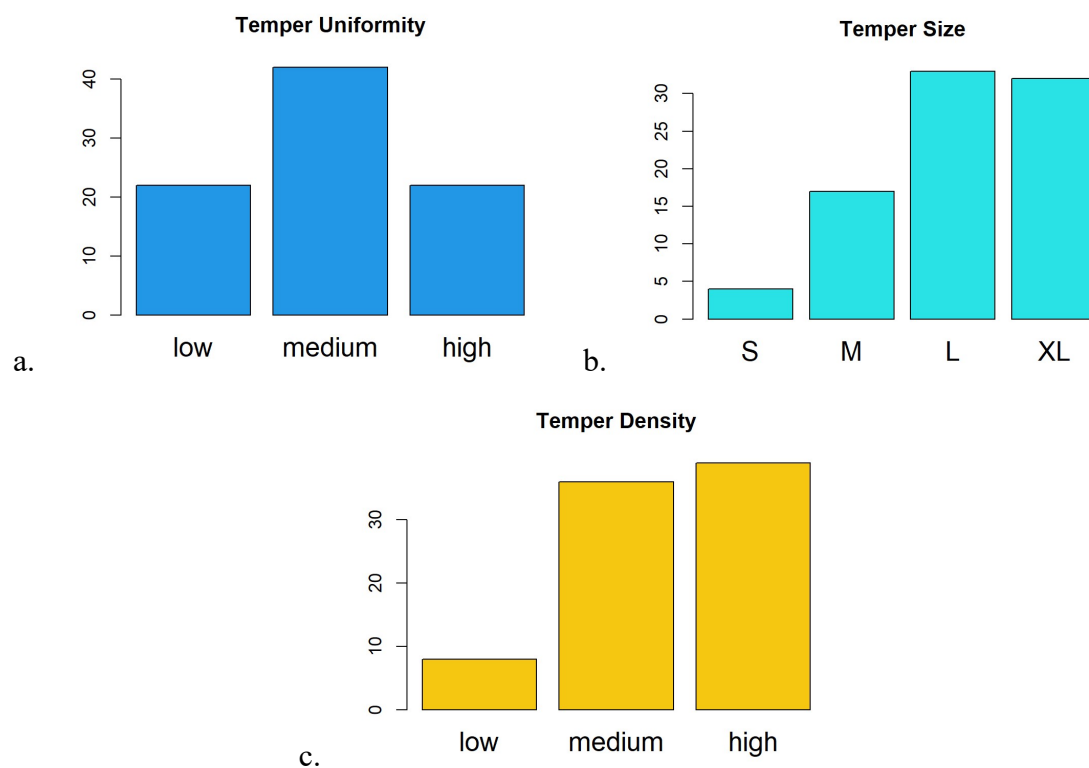 Temper Uniformity
40
30
20
10
0
low medium high
a.
Temper Size
30
25
20
15
10
5
0
S M L XL
b.
Temper Density
30
20
10
0
low medium high
c.